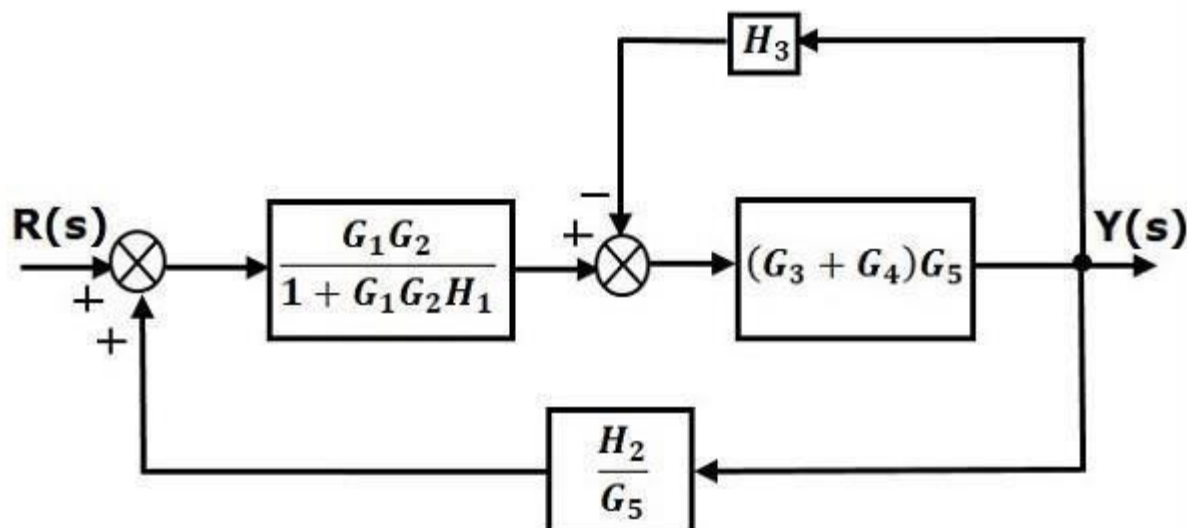 H₃
−
R(s)
+
+
G₁G₂
1 + G₁G₂H₁
+
(G₃ + G₄)G₅
Y(s)
+
H₂
G₅